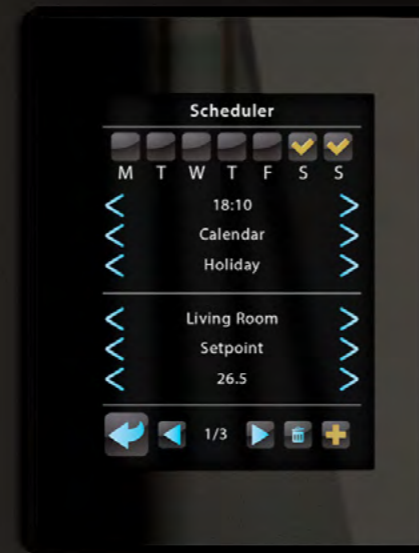 Scheduler
M T W T F S S
18:10
Calendar
Holiday
Living Room
Setpoint
26.5
1/3